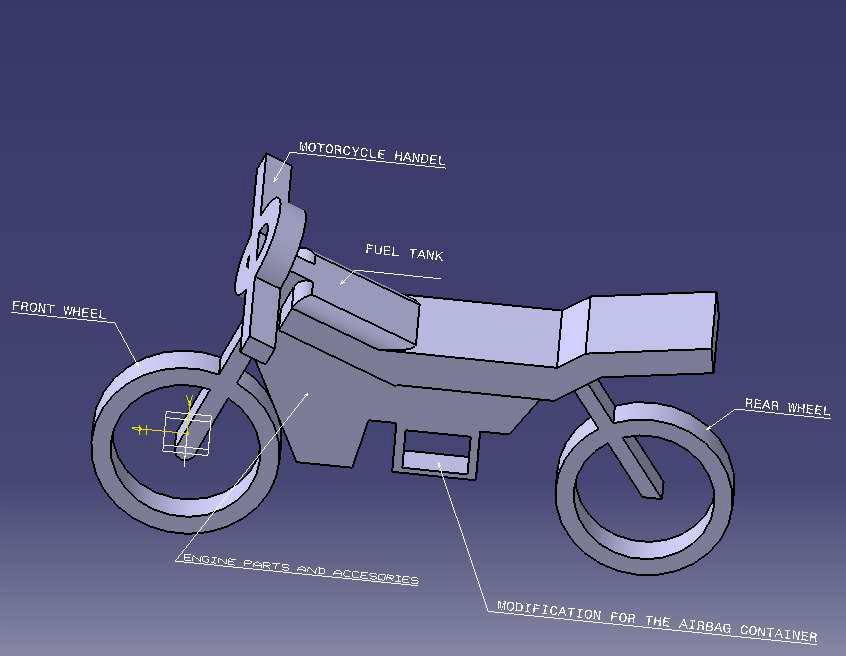 MOTORCYCLE HANDEL
FUEL TANK
FRONT WHEEL
REAR WHEEL
ENGINE PARTS AND ACCESORIES
MODIFICATION FOR THE AIRBAG CONTAINER